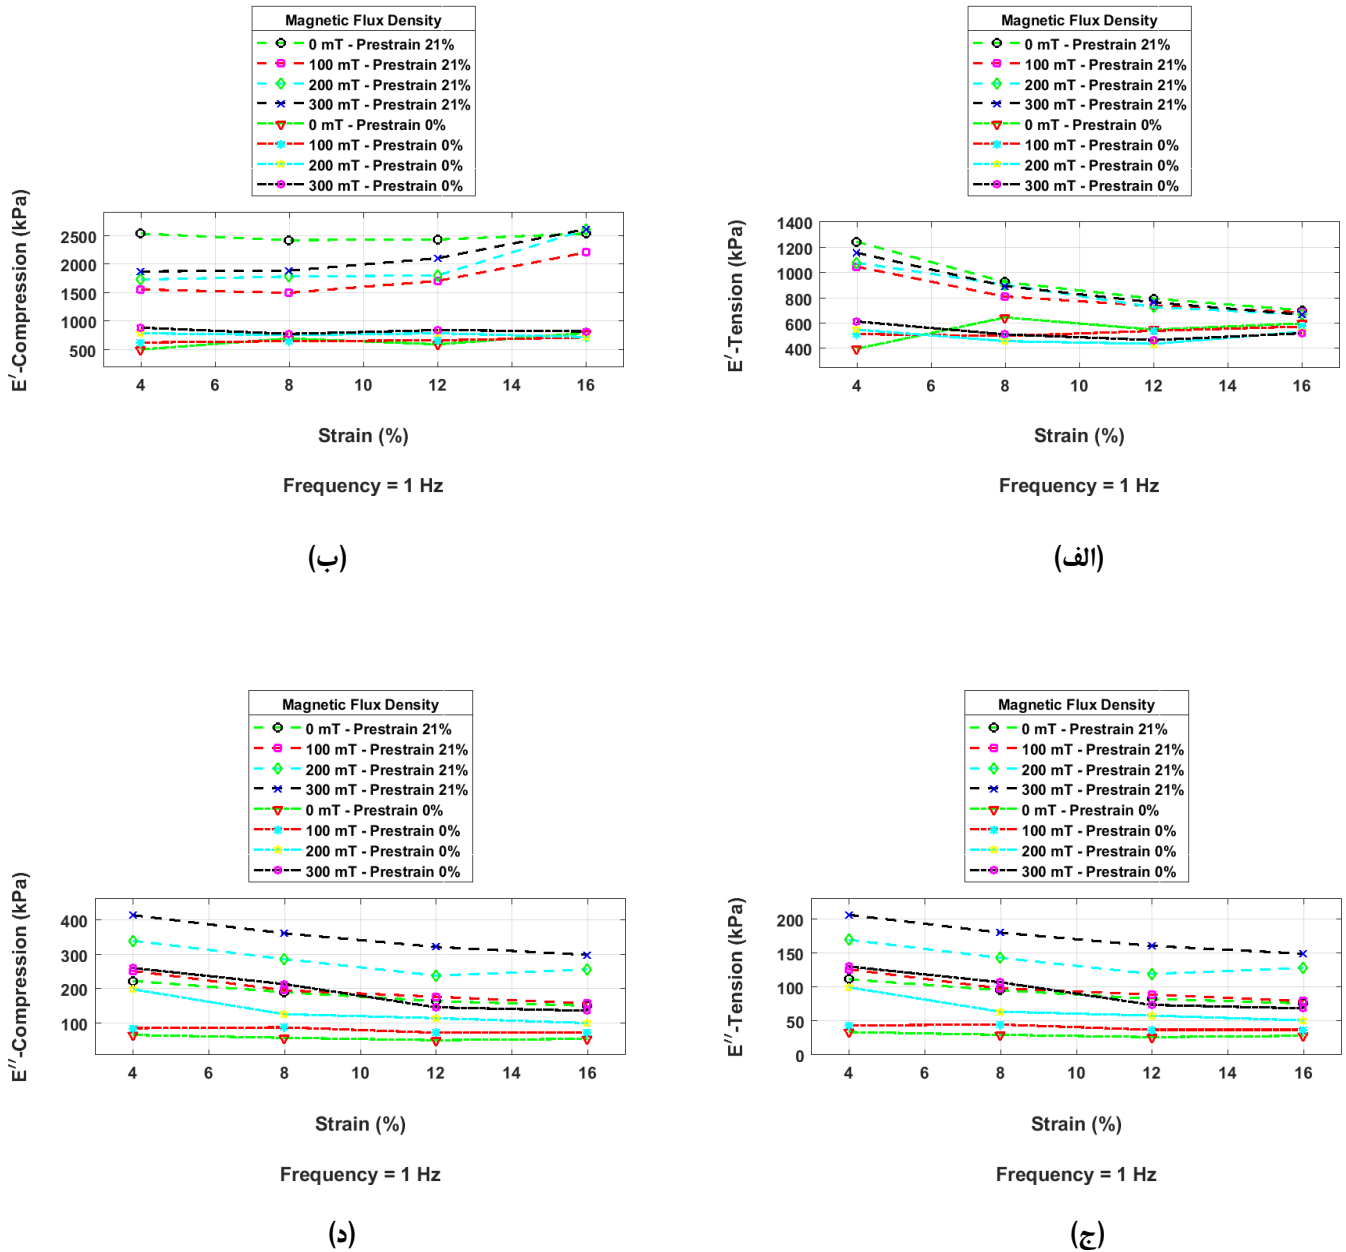 Magnetic Flux Density
0 mT - Prestrain 21%
100 mT - Prestrain 21%
200 mT - Prestrain 21%
300 mT - Prestrain 21%
0 mT - Prestrain 0%
100 mT - Prestrain 0%
200 mT - Prestrain 0%
300 mT - Prestrain 0%
E′-Compression (kPa)
2500
2000
1500
1000
500
4 6 8 10 12 14 16
Strain (%)
Frequency = 1 Hz
(ب)
Magnetic Flux Density
0 mT - Prestrain 21%
100 mT - Prestrain 21%
200 mT - Prestrain 21%
300 mT - Prestrain 21%
0 mT - Prestrain 0%
100 mT - Prestrain 0%
200 mT - Prestrain 0%
300 mT - Prestrain 0%
E′-Tension (kPa)
1400
1200
1000
800
600
400
4 6 8 10 12 14 16
Strain (%)
Frequency = 1 Hz
(الف)
Magnetic Flux Density
0 mT - Prestrain 21%
100 mT - Prestrain 21%
200 mT - Prestrain 21%
300 mT - Prestrain 21%
0 mT - Prestrain 0%
100 mT - Prestrain 0%
200 mT - Prestrain 0%
300 mT - Prestrain 0%
E′′-Compression (kPa)
400
300
200
100
4 6 8 10 12 14 16
Strain (%)
Frequency = 1 Hz
(د)
Magnetic Flux Density
0 mT - Prestrain 21%
100 mT - Prestrain 21%
200 mT - Prestrain 21%
300 mT - Prestrain 21%
0 mT - Prestrain 0%
100 mT - Prestrain 0%
200 mT - Prestrain 0%
300 mT - Prestrain 0%
E′′-Tension (kPa)
200
150
100
50
0
4 6 8 10 12 14 16
Strain (%)
Frequency = 1 Hz
(ج)